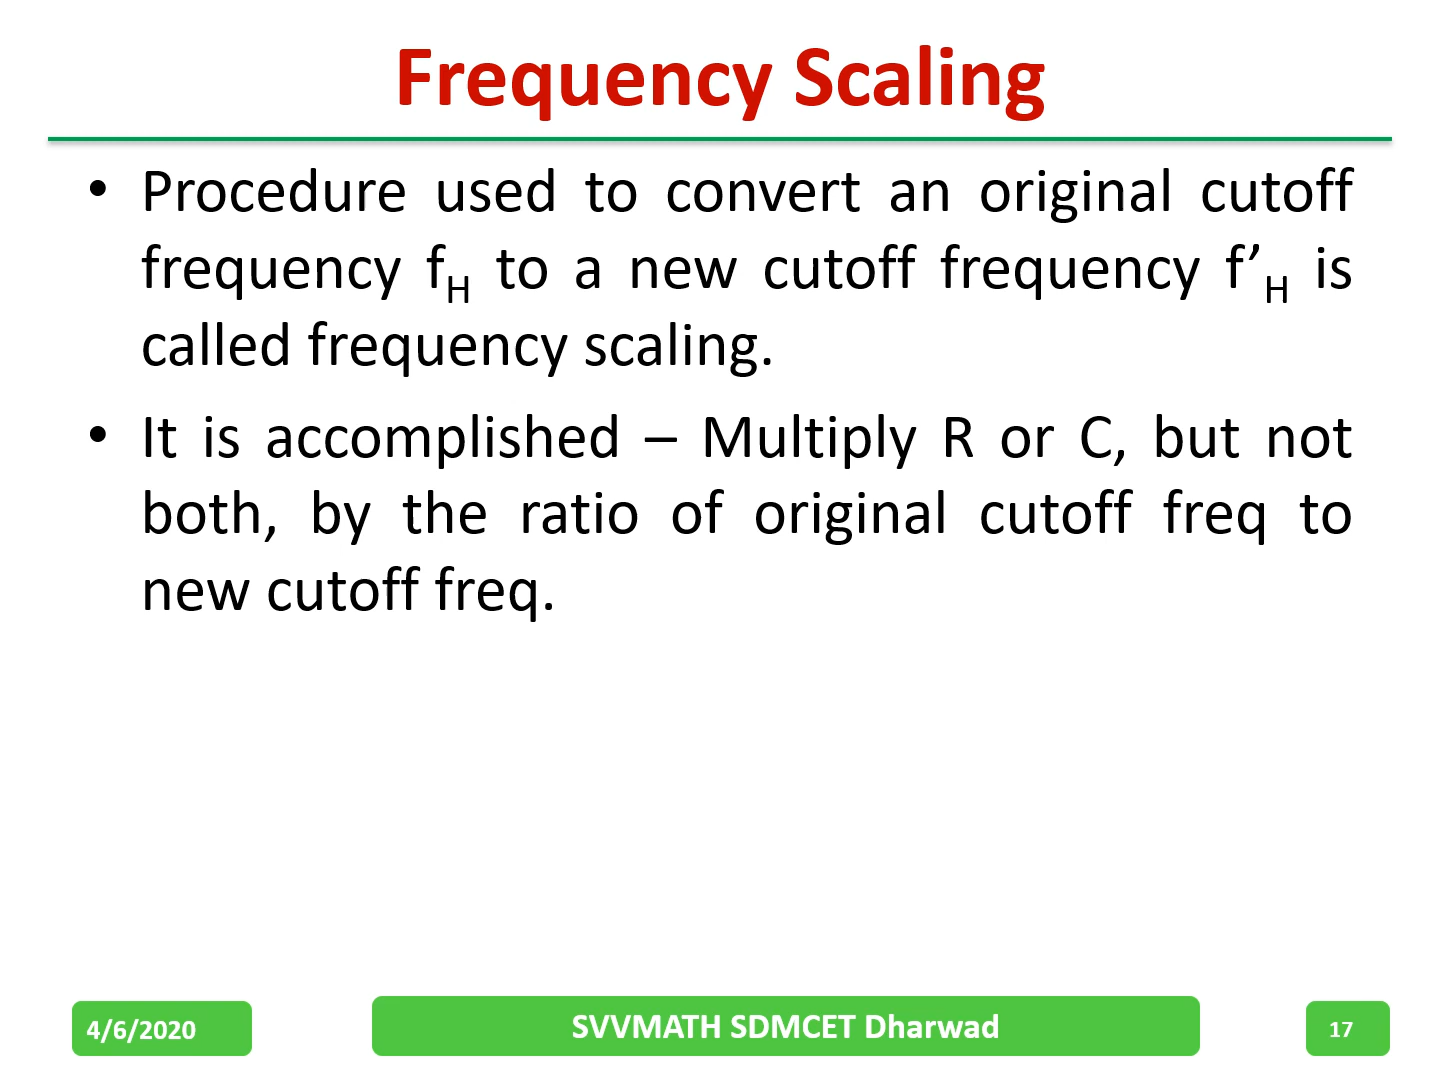 Frequency Scaling
• Procedure used to convert an original cutoff
frequency fH to a new cutoff frequency f’H is
called frequency scaling.
• It is accomplished – Multiply R or C, but not
both, by the ratio of original cutoff freq to
new cutoff freq.
4/6/2020
SVVMATH SDMCET Dharwad
17